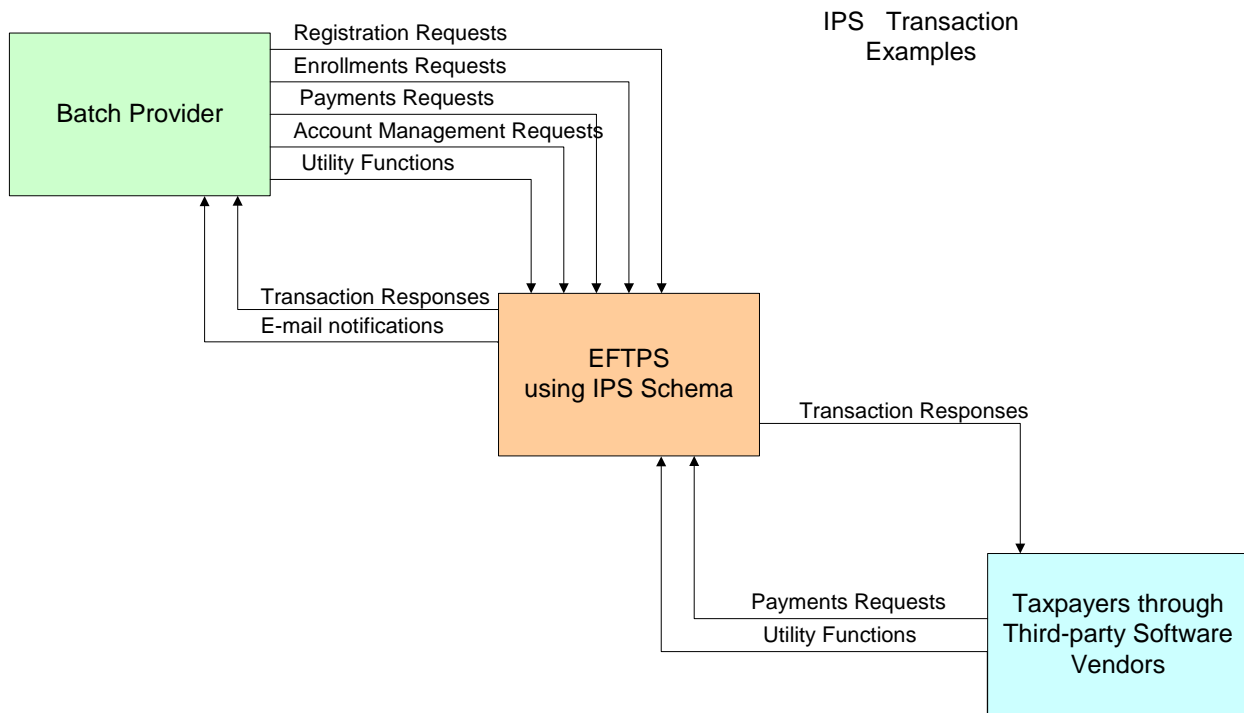 IPS Transaction
Examples
Registration Requests
Enrollments Requests
Payments Requests
Account Management Requests
Utility Functions
Batch Provider
Transaction Responses
E-mail notifications
EFTPS
using IPS Schema
Transaction Responses
Payments Requests
Utility Functions
Taxpayers through
Third-party Software
Vendors